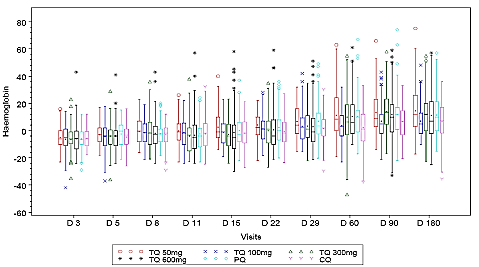 80
60
40
20
0
-20
-40
-60
Haemoglobin
D 3 D 5 D 8 D 11 D 15 D 22 D 29 D 60 D 90 D 180
Visits
TQ 50mg TQ 100mg TQ 300mg
TQ 600mg PQ CQ